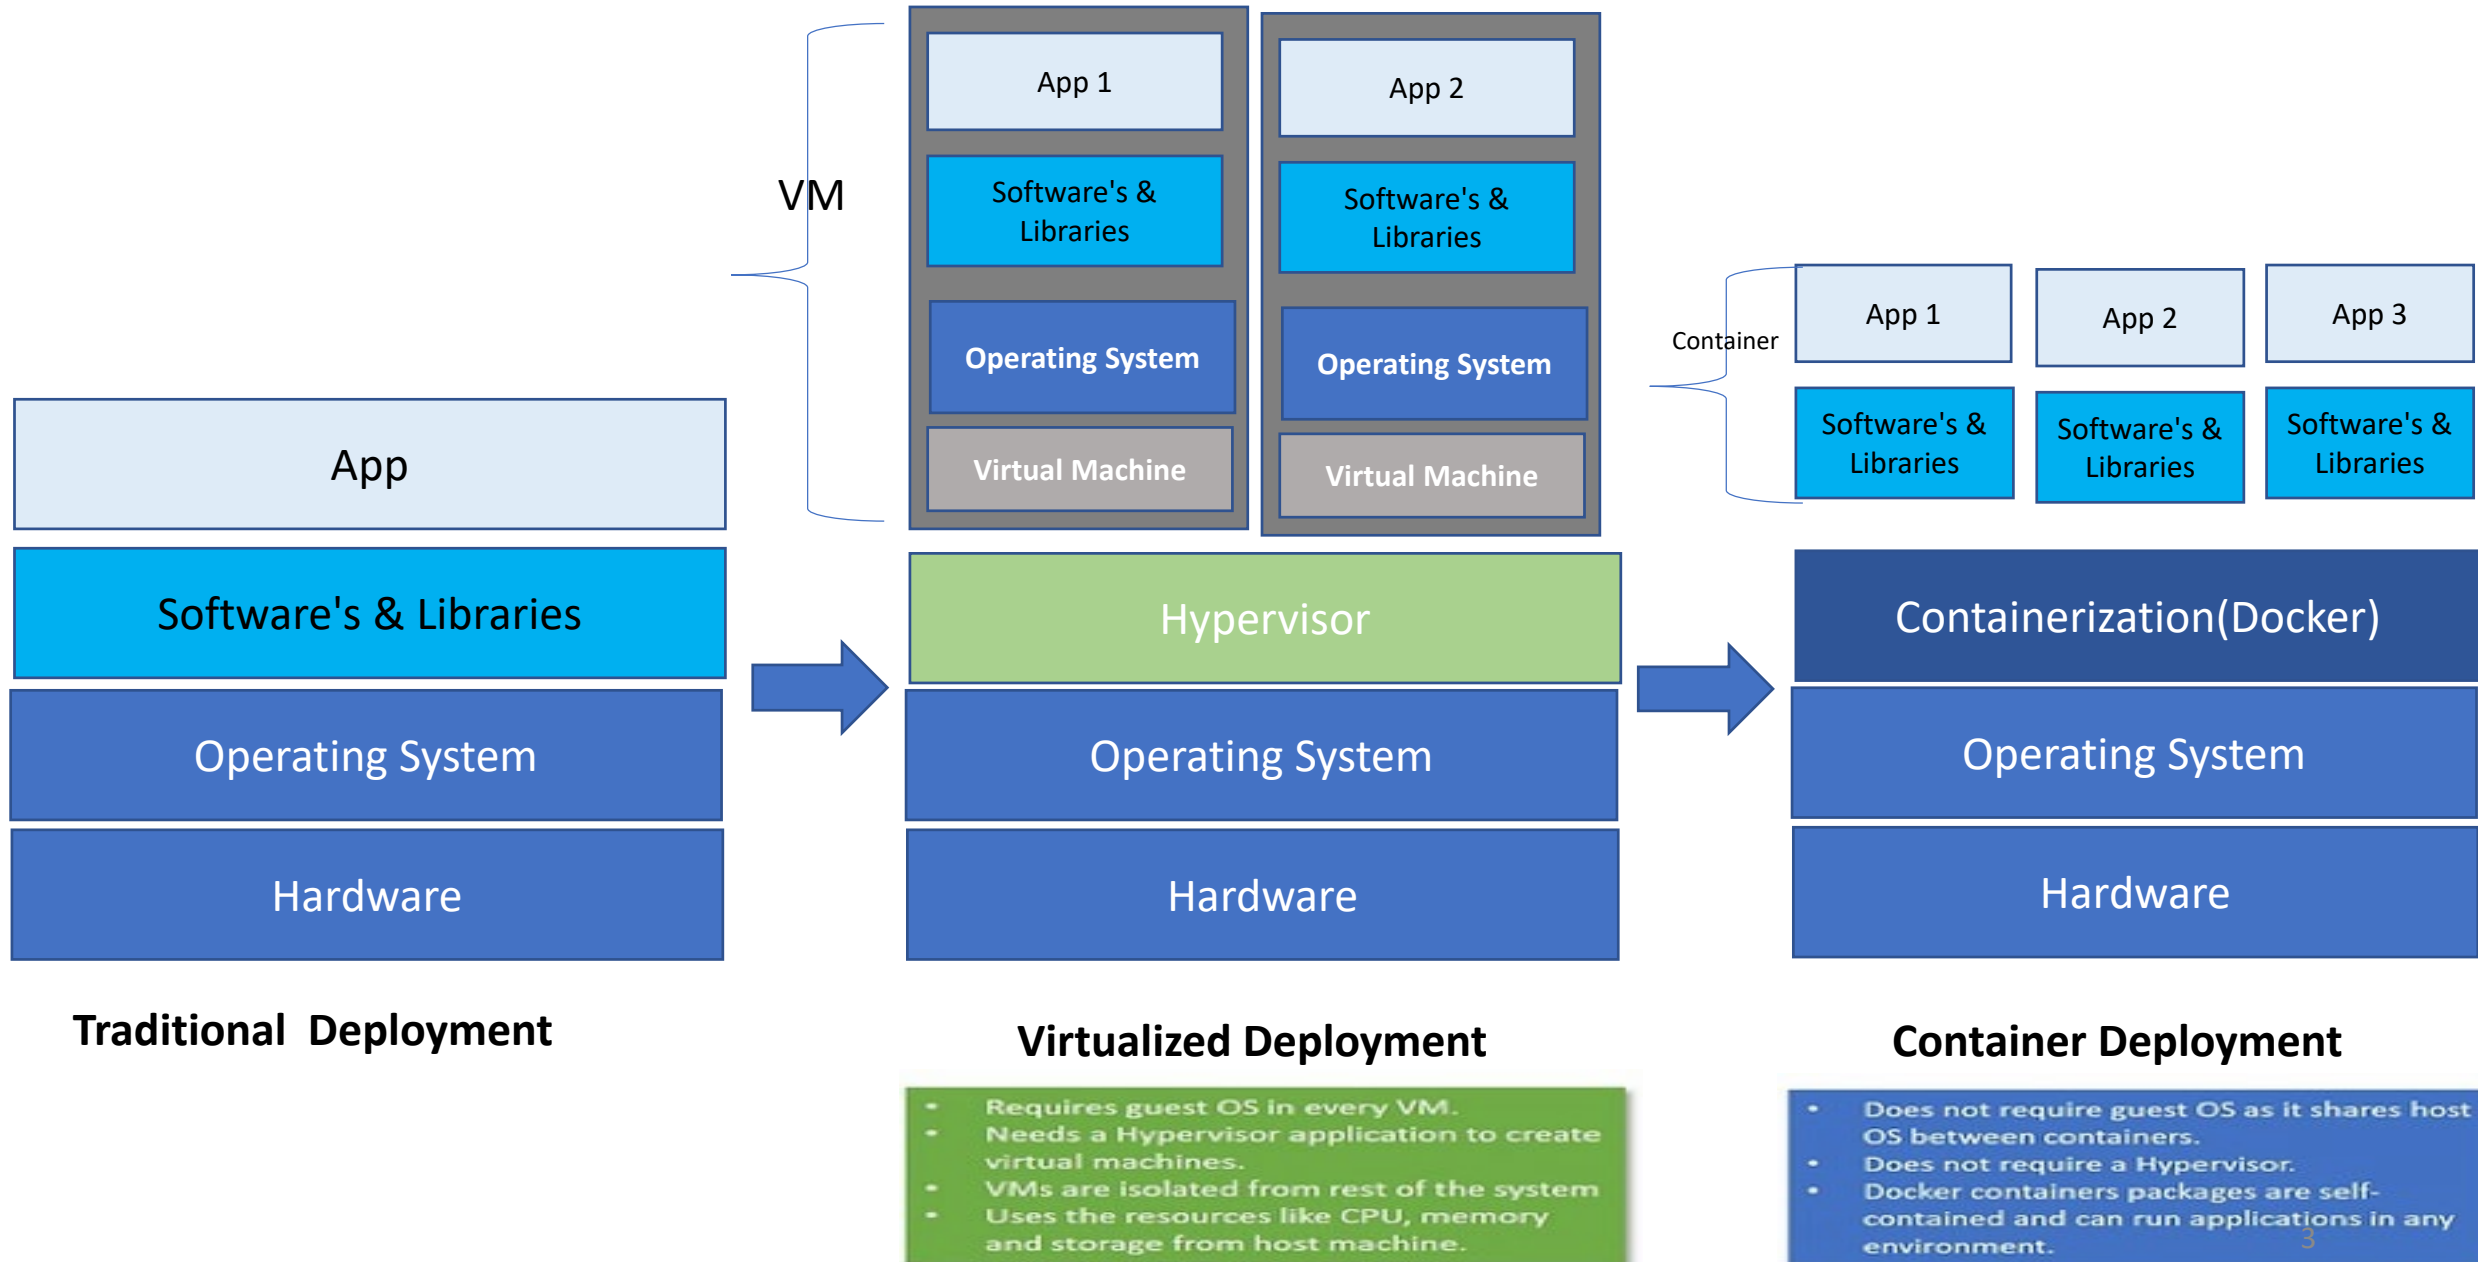 VM
App 1
Software's &
Libraries
Operating System
Virtual Machine
App 2
Software's &
Libraries
Operating System
Virtual Machine
Container
App 1
Software's &
Libraries
App 2
Software's &
Libraries
App 3
Software's &
Libraries
App
Software's & Libraries
Operating System
Hardware
Traditional Deployment
Hypervisor
Operating System
Hardware
Virtualized Deployment
• Requires guest OS in every VM.
• Needs a Hypervisor application to create
virtual machines.
• VMs are isolated from rest of the system
• Uses the resources like CPU, memory
and storage from host machine.
Containerization(Docker)
Operating System
Hardware
Container Deployment
• Does not require guest OS as it shares host
OS between containers.
• Does not require a Hypervisor.
• Docker containers packages are self-
contained and can run applications in any
environment.
3